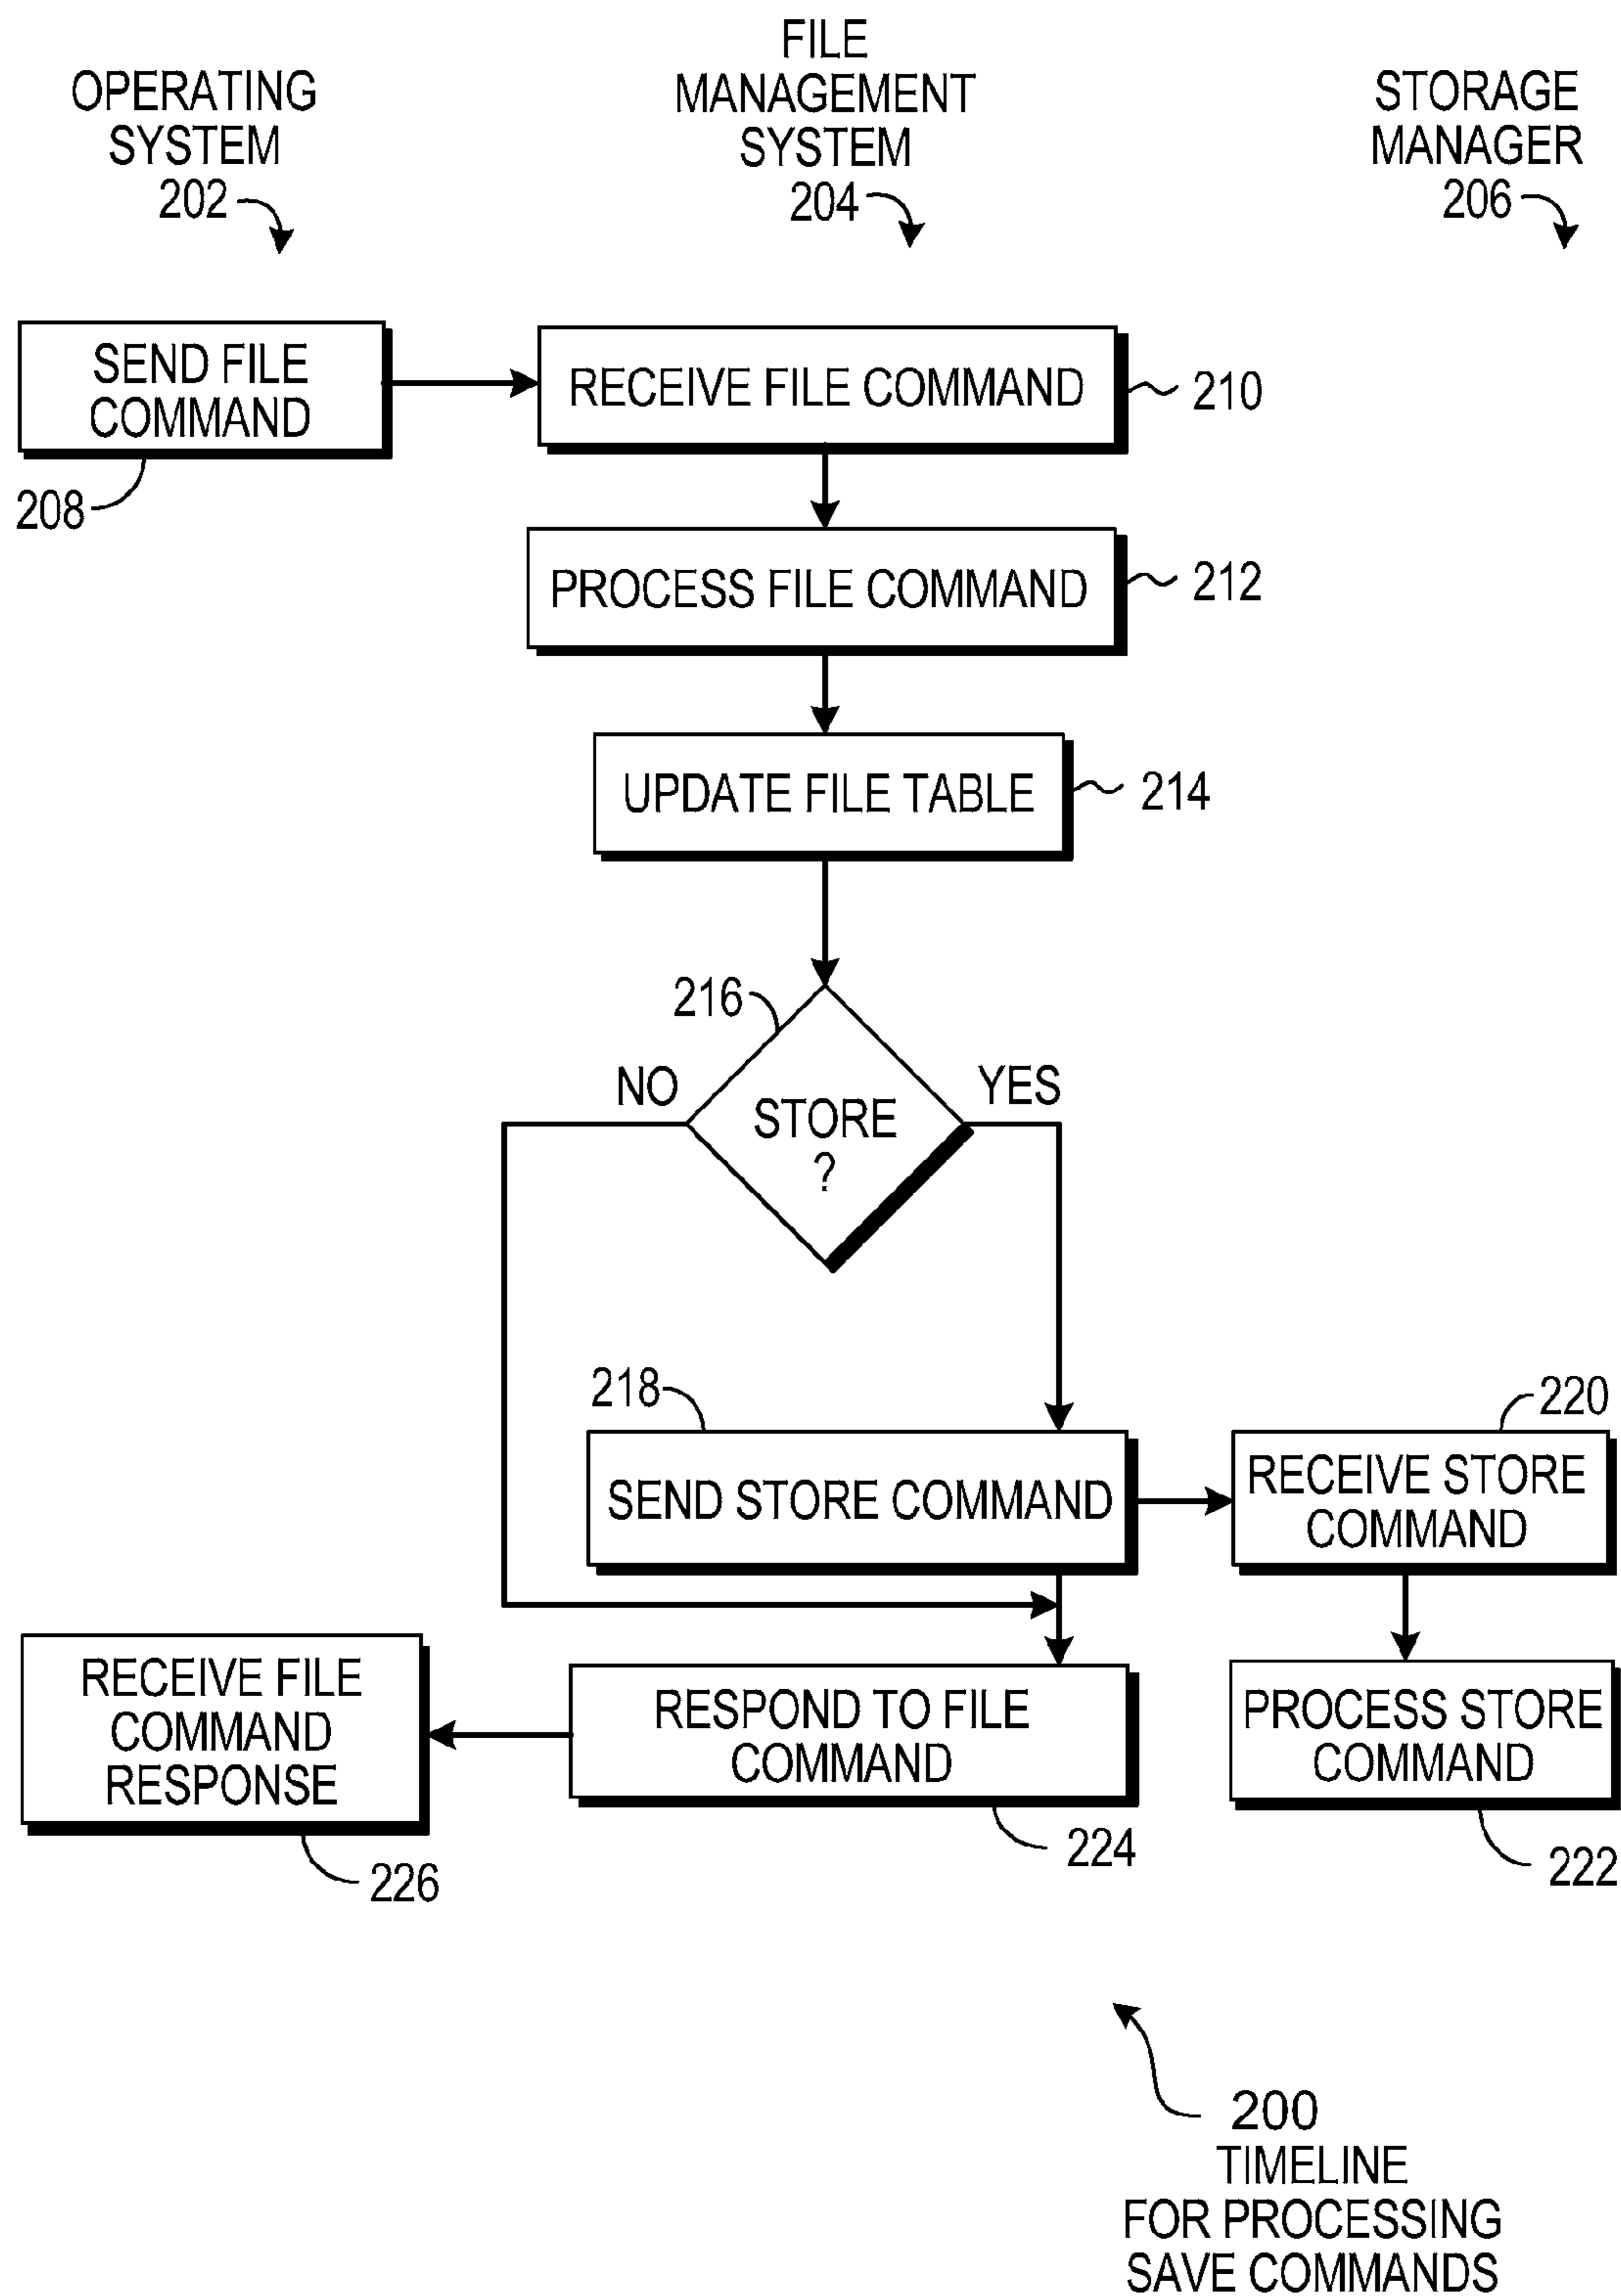 OPERATING
SYSTEM
202
FILE
MANAGEMENT
SYSTEM
204
STORAGE
MANAGER
206
SEND FILE
COMMAND
208
RECEIVE FILE COMMAND
210
PROCESS FILE COMMAND
212
UPDATE FILE TABLE
214
216
NO
YES
STORE
?
218
SEND STORE COMMAND
220
RECEIVE STORE
COMMAND
RECEIVE FILE
COMMAND
RESPONSE
226
RESPOND TO FILE
COMMAND
224
PROCESS STORE
COMMAND
222
200
TIMELINE
FOR PROCESSING
SAVE COMMANDS